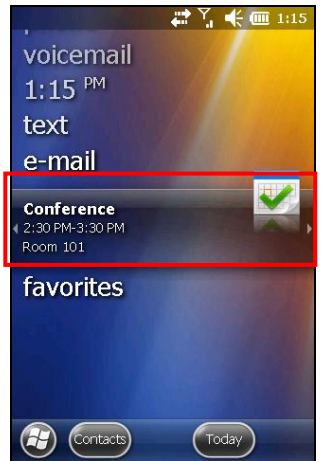 1:15
voicemail
1:15 PM
text
e-mail
Conference
2:30 PM-3:30 PM
Room 101
favorites
Contacts
Today